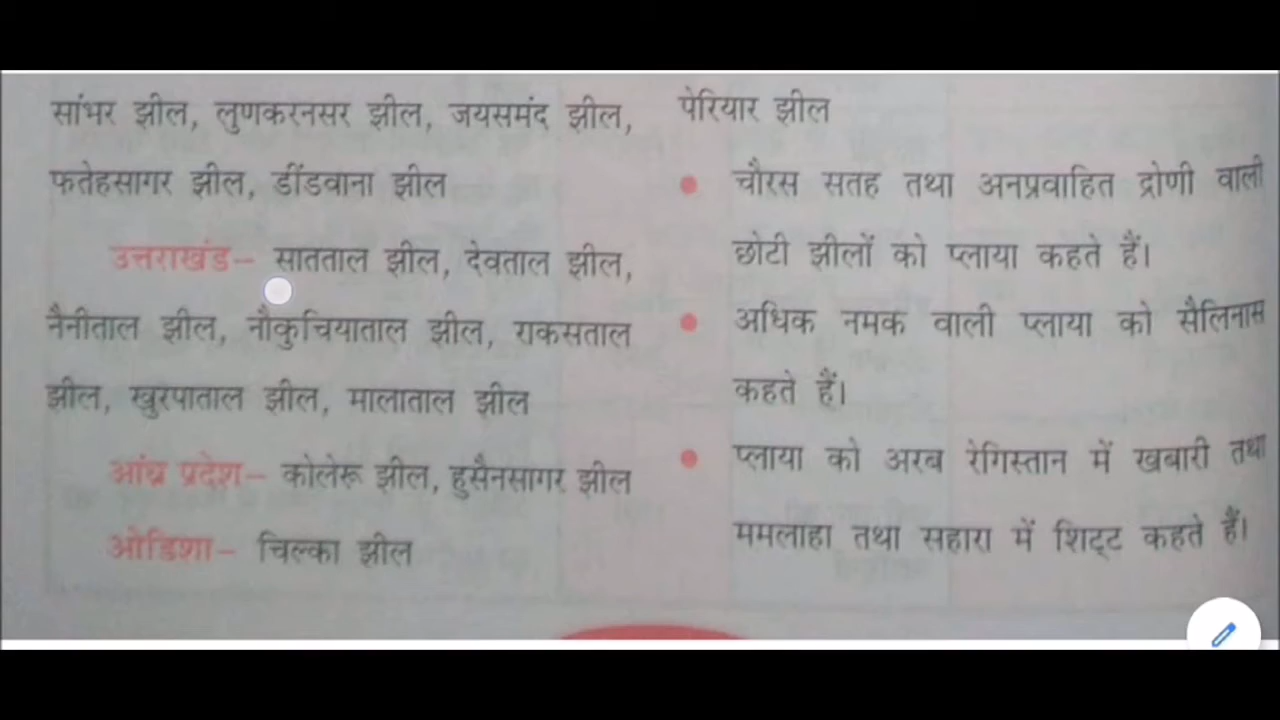 सांभर झील, लुणकरनसर झील, जयसमंद झील,
फतेहसागर झील, डींडवाना झील
उत्तराखंड– सातताल झील, देवताल झील,
नैनीताल झील, नौकुचियाताल झील, राकसताल
झील, खुरपाताल झील, मालाताल झील
आंध्र प्रदेश– कोलेरू झील, हुसैनसागर झील
ओडिशा– चिल्का झील
पेरियार झील
● चौरस सतह तथा अनप्रवाहित द्रोणी वाली
छोटी झीलों को प्लाया कहते हैं।
● अधिक नमक वाली प्लाया को सैलिनास
कहते हैं।
● प्लाया को अरब रेगिस्तान में खबारी तथा
ममलाहा तथा सहारा में शिट्ट कहते हैं।